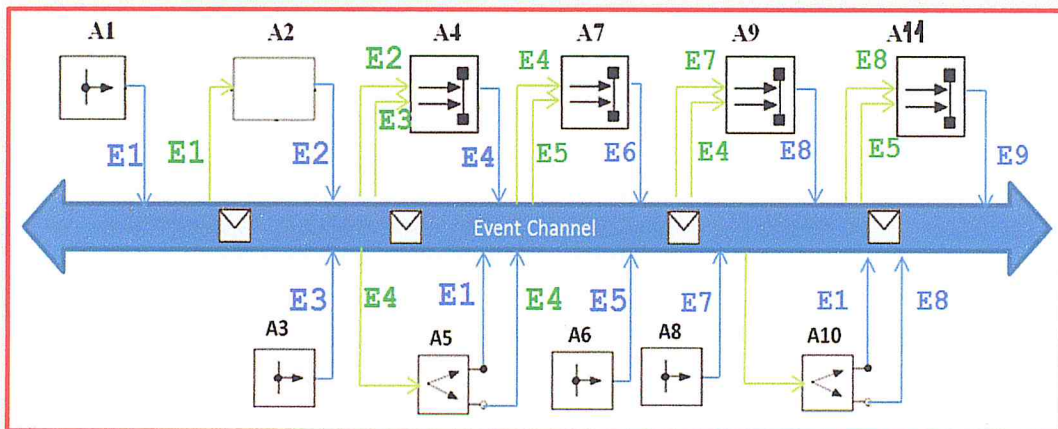 A1 A2 A4 A7 A9 A11
E2 E4 E7 E8
E3
E1 E1 E2 E4 E5 E6 E4 E8 E5 E9
Event Channel
E3 E4 E1 E4 E5 E7 E1 E8
A3 A5 A6 A8 A10